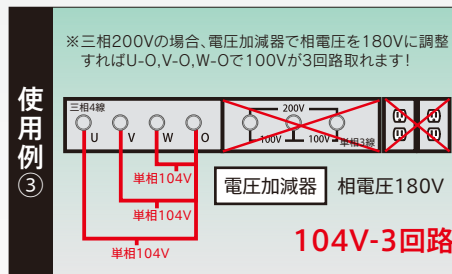 ※三相200Vの場合、電圧加減器で相電圧を180Vに調整
すればU-O,V-O,W-Oで100Vが3回路取れます!
使用例③
三相4線
U V W O
200V
100V 100V 単相3線
単相104V
単相104V
単相104V
電圧加減器 相電圧180V
104V-3回路